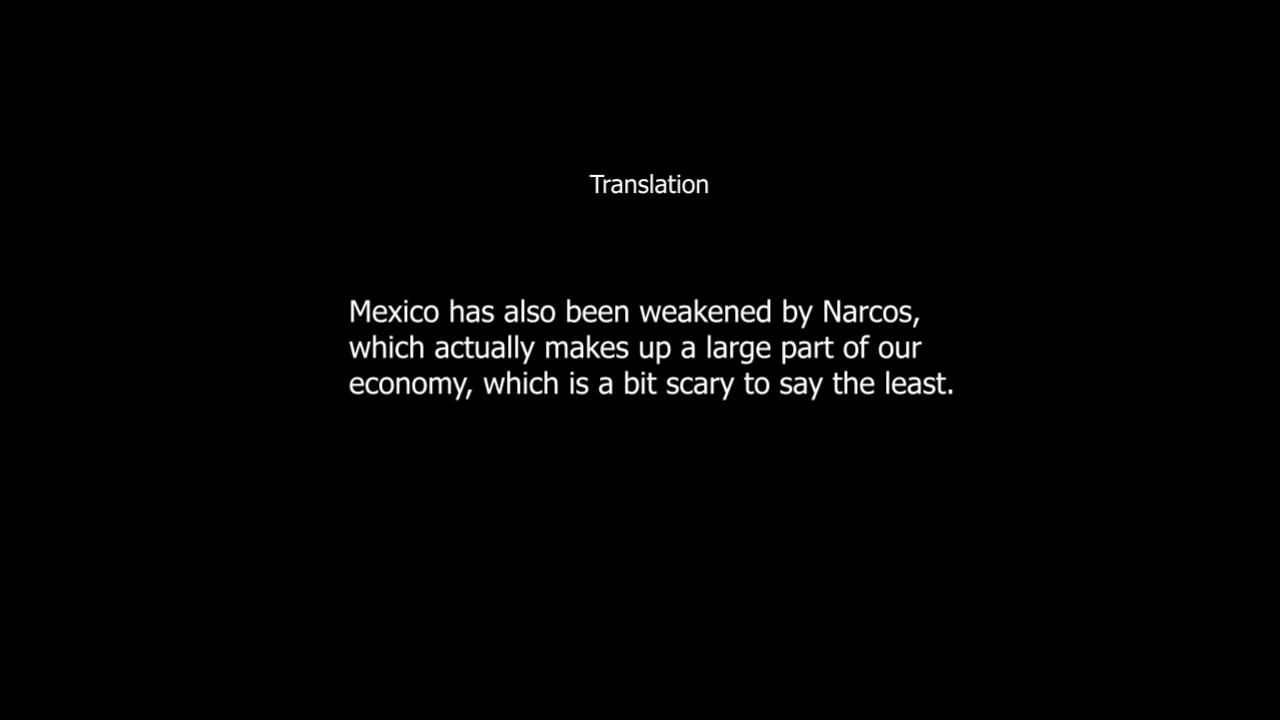 Translation
Mexico has also been weakened by Narcos,
which actually makes up a large part of our
economy, which is a bit scary to say the least.